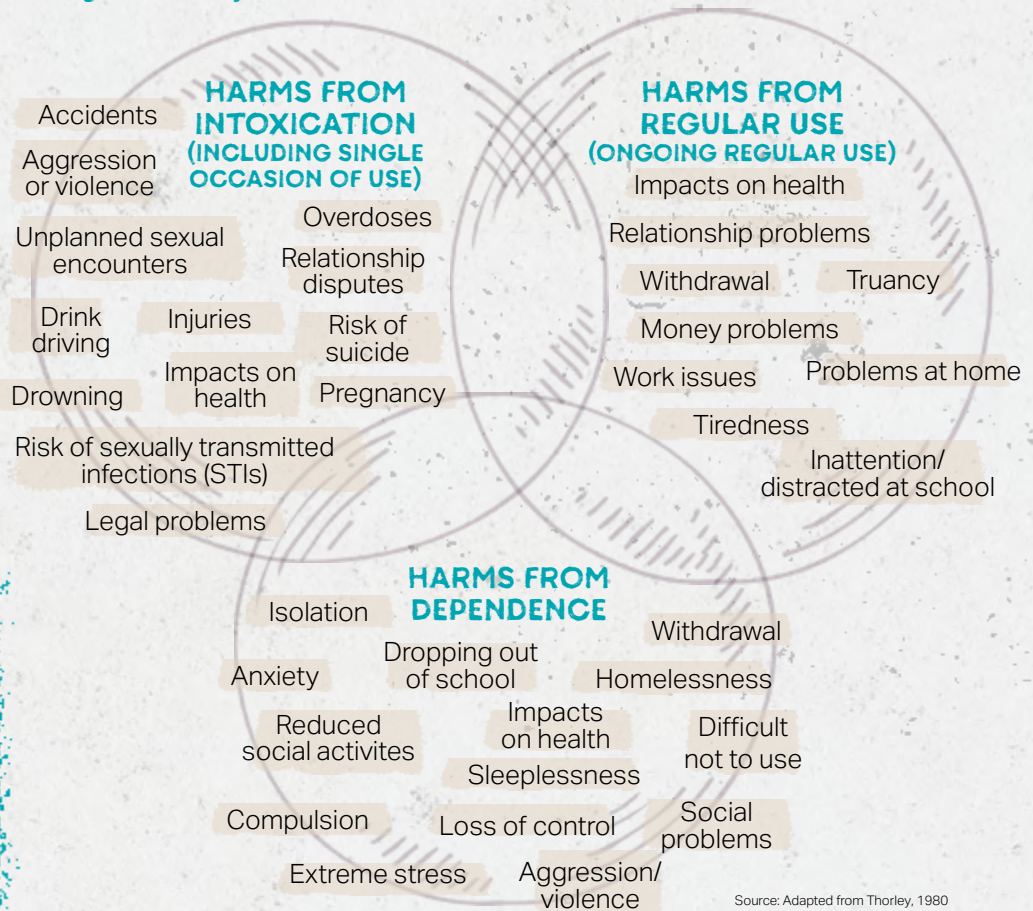 HARMS FROM
INTOXICATION
(INCLUDING SINGLE
OCCASION OF USE)
Accidents
Aggression
or violence
Overdoses
Unplanned sexual
encounters
Relationship
disputes
Drink
driving
Injuries
Risk of
suicide
Drowning
Impacts on
health
Pregnancy
Risk of sexually transmitted
infections (STIs)
Legal problems
HARMS FROM
REGULAR USE
(ONGOING REGULAR USE)
Impacts on health
Relationship problems
Withdrawal
Truancy
Money problems
Work issues
Problems at home
Tiredness
Inattention/
distracted at school
HARMS FROM
DEPENDENCE
Isolation
Withdrawal
Anxiety
Dropping out
of school
Homelessness
Reduced
social activites
Impacts
on health
Difficult
not to use
Sleeplessness
Compulsion
Loss of control
Social
problems
Extreme stress
Aggression/
violence
Source: Adapted from Thorley, 1980